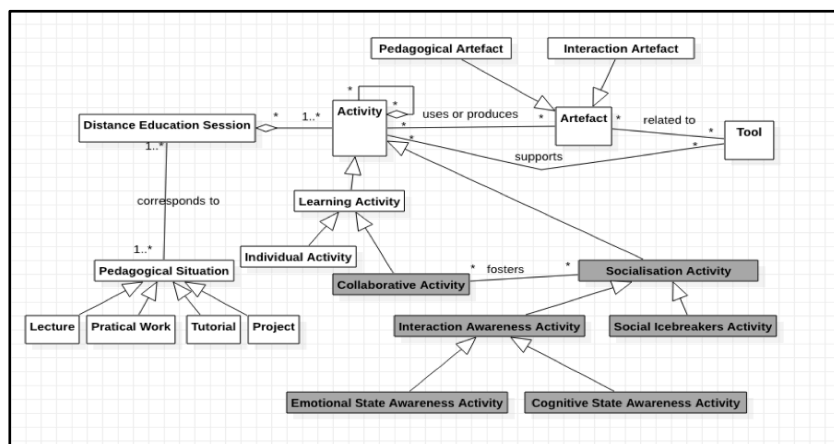 Pedagogical Artefact
Interaction Artefact
*
*
Activity
*
1..*
*
uses or produces
*
*
Artefact
*
related to
*
Tool
Distance Education Session
*
supports
*
1..*
corresponds to
Learning Activity
1..*
Individual Activity
Pedagogical Situation
Collaborative Activity
*
fosters
*
Socialisation Activity
Lecture
Pratical Work
Tutorial
Project
Interaction Awareness Activity
Social Icebreakers Activity
Emotional State Awareness Activity
Cognitive State Awareness Activity